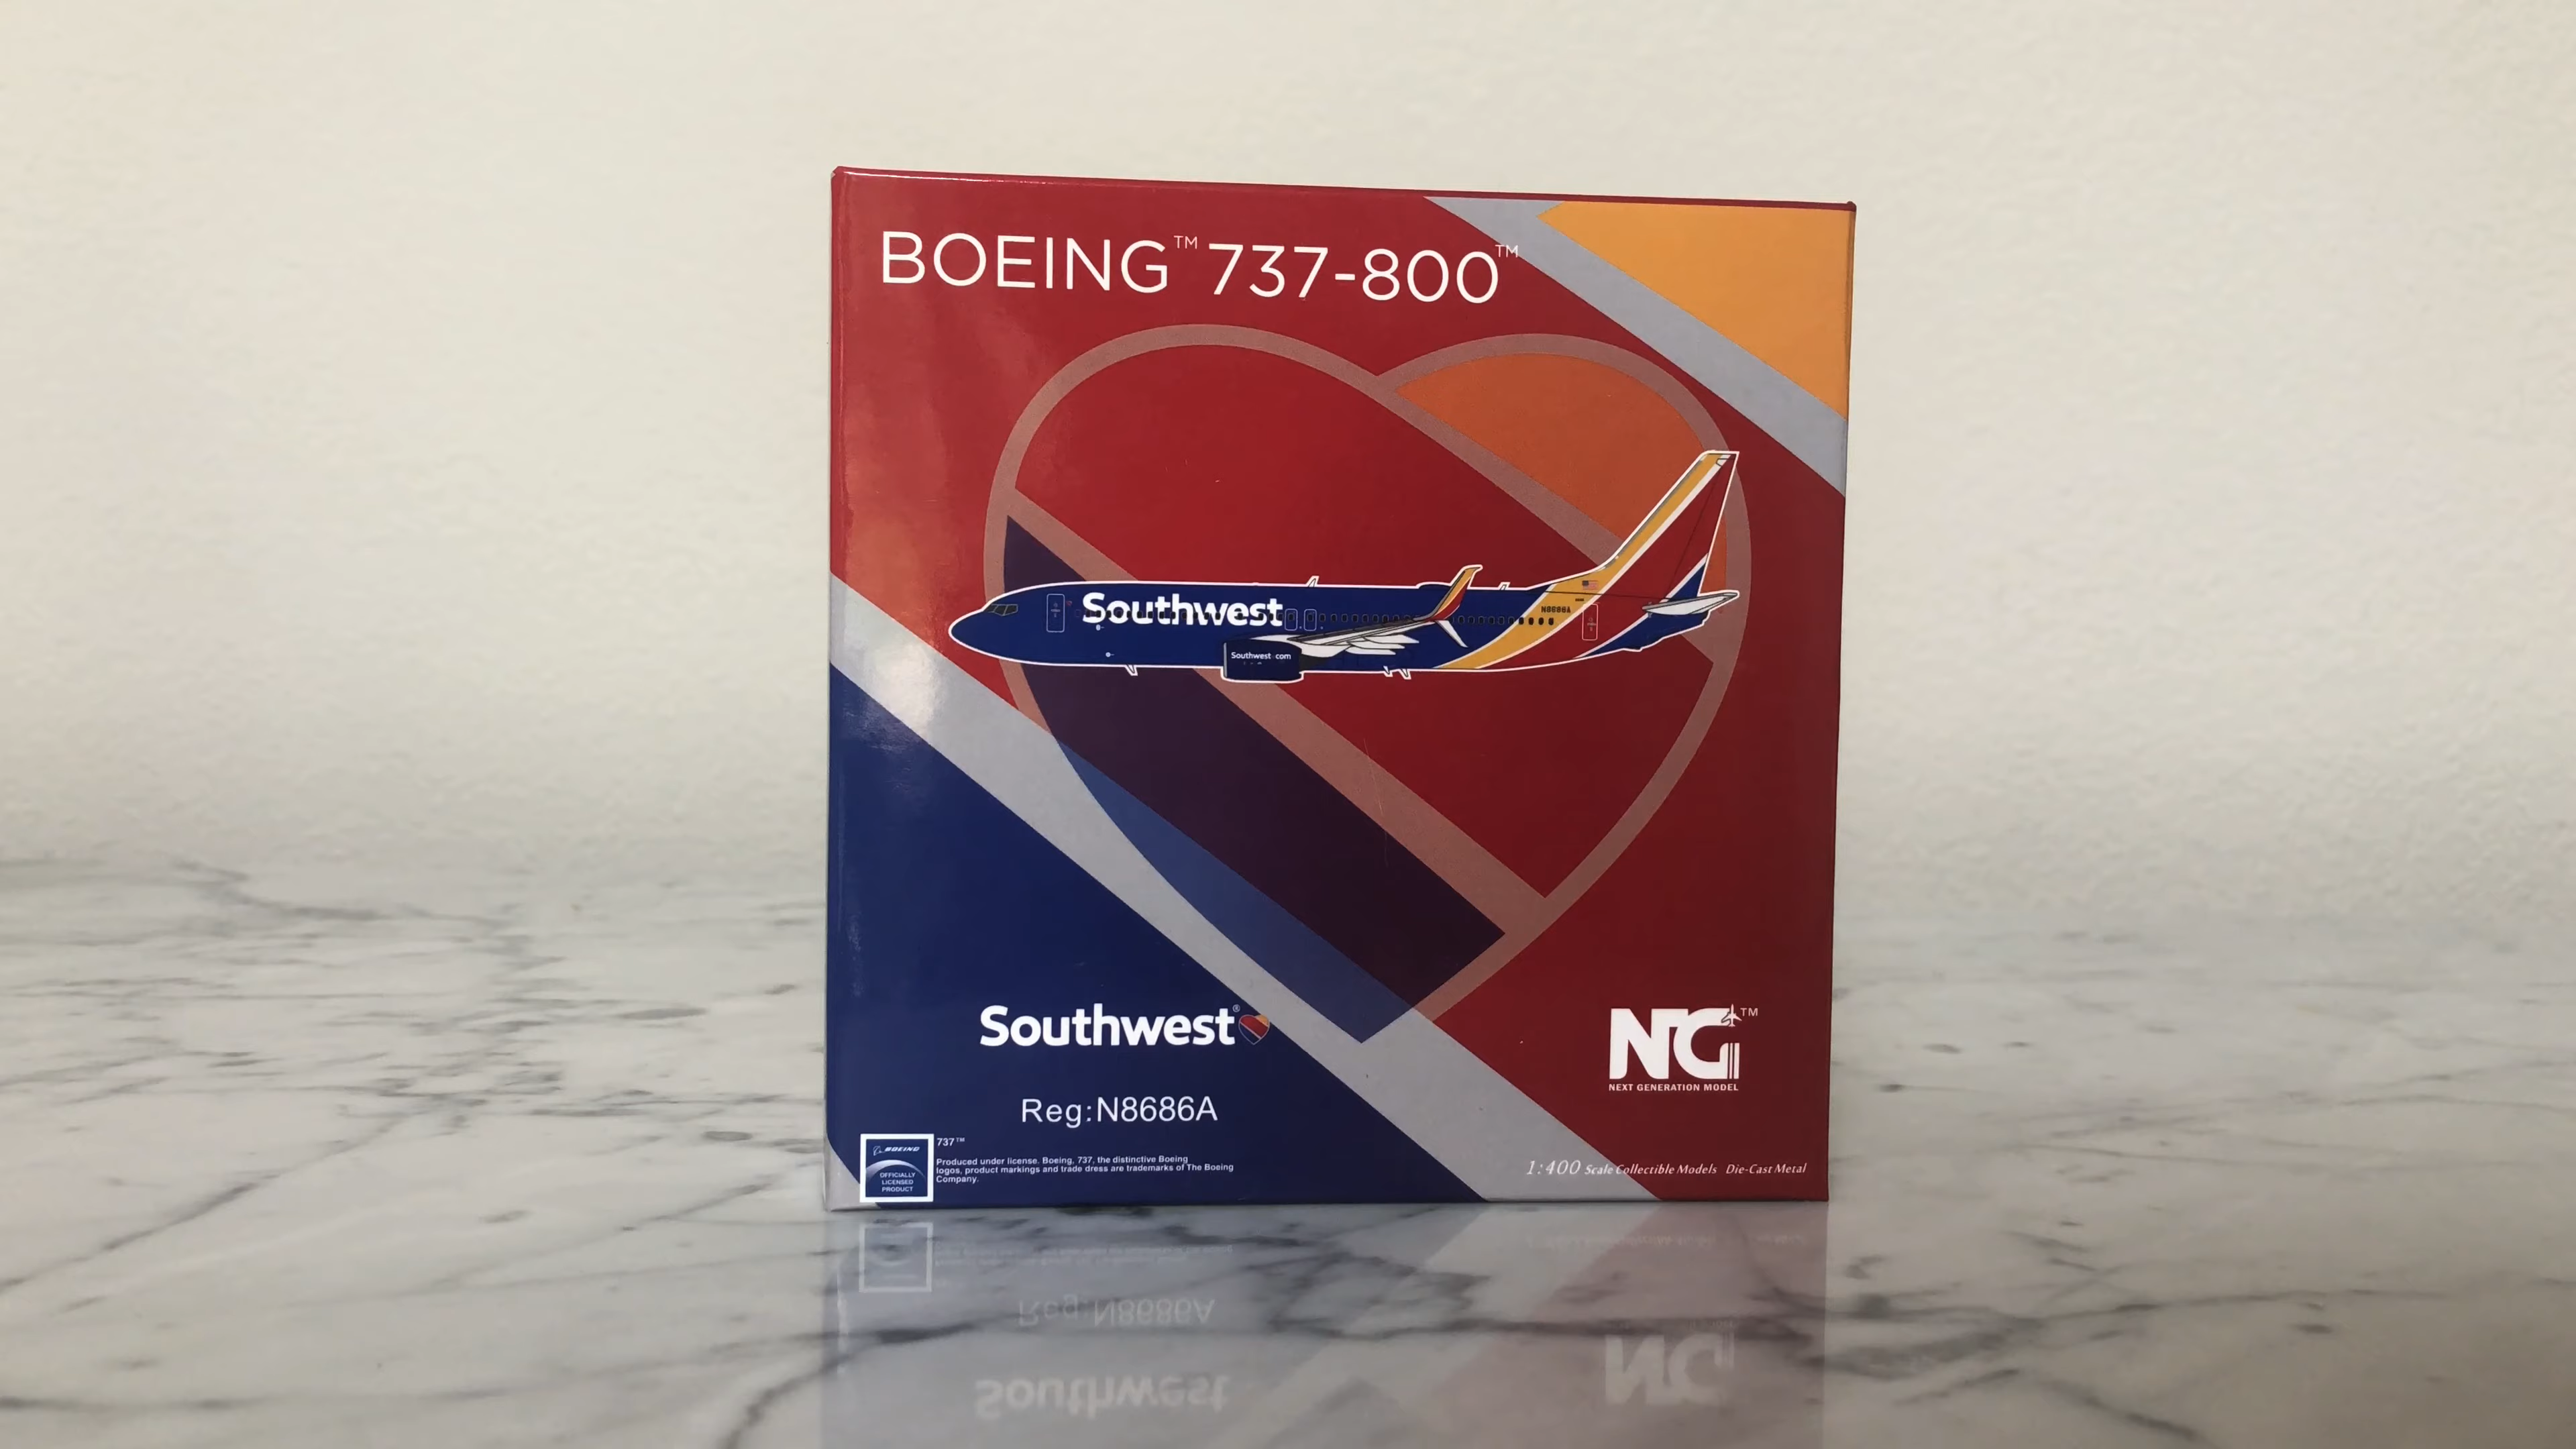 BOEING™ 737-800™
Southwest
N8686A
Southwest com
Southwest®
NG™
NEXT GENERATION MODEL
Reg:N8686A
737™
BOEING
OFFICIALLY
LICENSED
PRODUCT
Produced under license. Boeing, 737, the distinctive Boeing
logos, product markings and trade dress are trademarks of The Boeing
Company.
1:400 Scale Collectible Models Die-Cast Metal